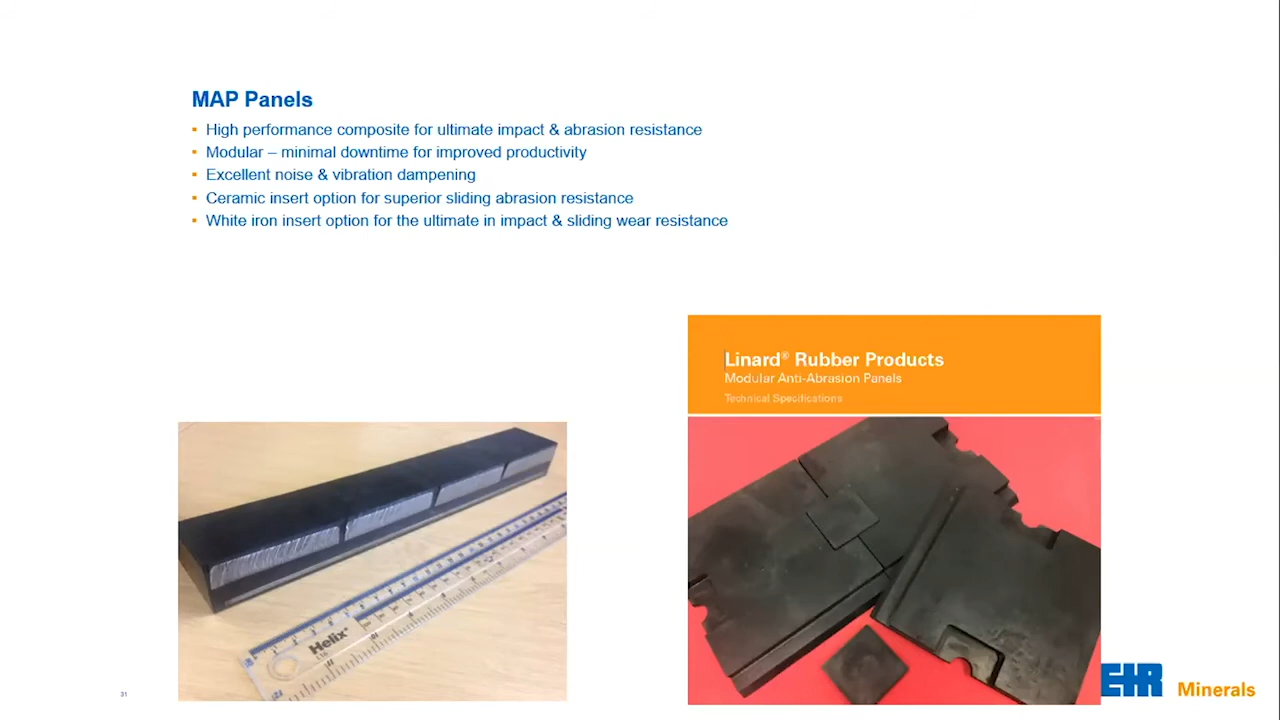 MAP Panels
▪ High performance composite for ultimate impact & abrasion resistance
▪ Modular – minimal downtime for improved productivity
▪ Excellent noise & vibration dampening
▪ Ceramic insert option for superior sliding abrasion resistance
▪ White iron insert option for the ultimate in impact & sliding wear resistance
Linard® Rubber Products
Modular Anti-Abrasion Panels
Technical Specifications
Helix
31
EIR Minerals